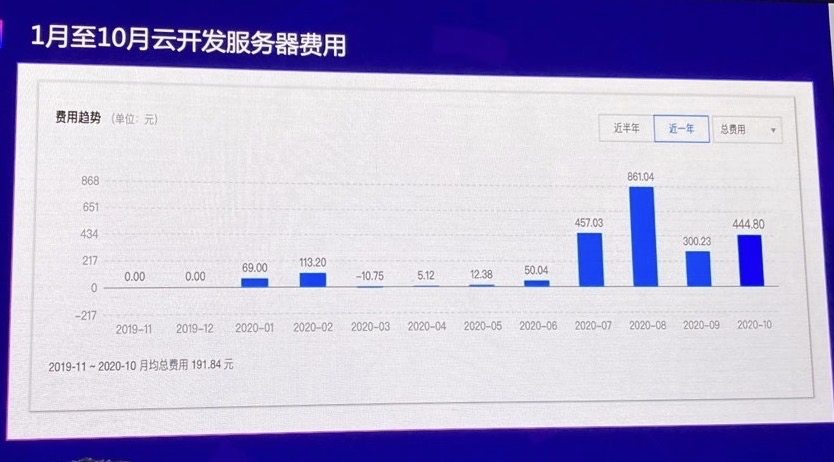 1月至10月云开发服务器费用
费用趋势 (单位: 元)
近半年 近一年 总费用
868
651
434
217
0
-217
0.00 0.00 69.00 113.20 -10.75 5.12 12.38 50.04 457.03 861.04 300.23 444.80
2019-11 2019-12 2020-01 2020-02 2020-03 2020-04 2020-05 2020-06 2020-07 2020-08 2020-09 2020-10
2019-11 ~ 2020-10 月均总费用 191.84 元